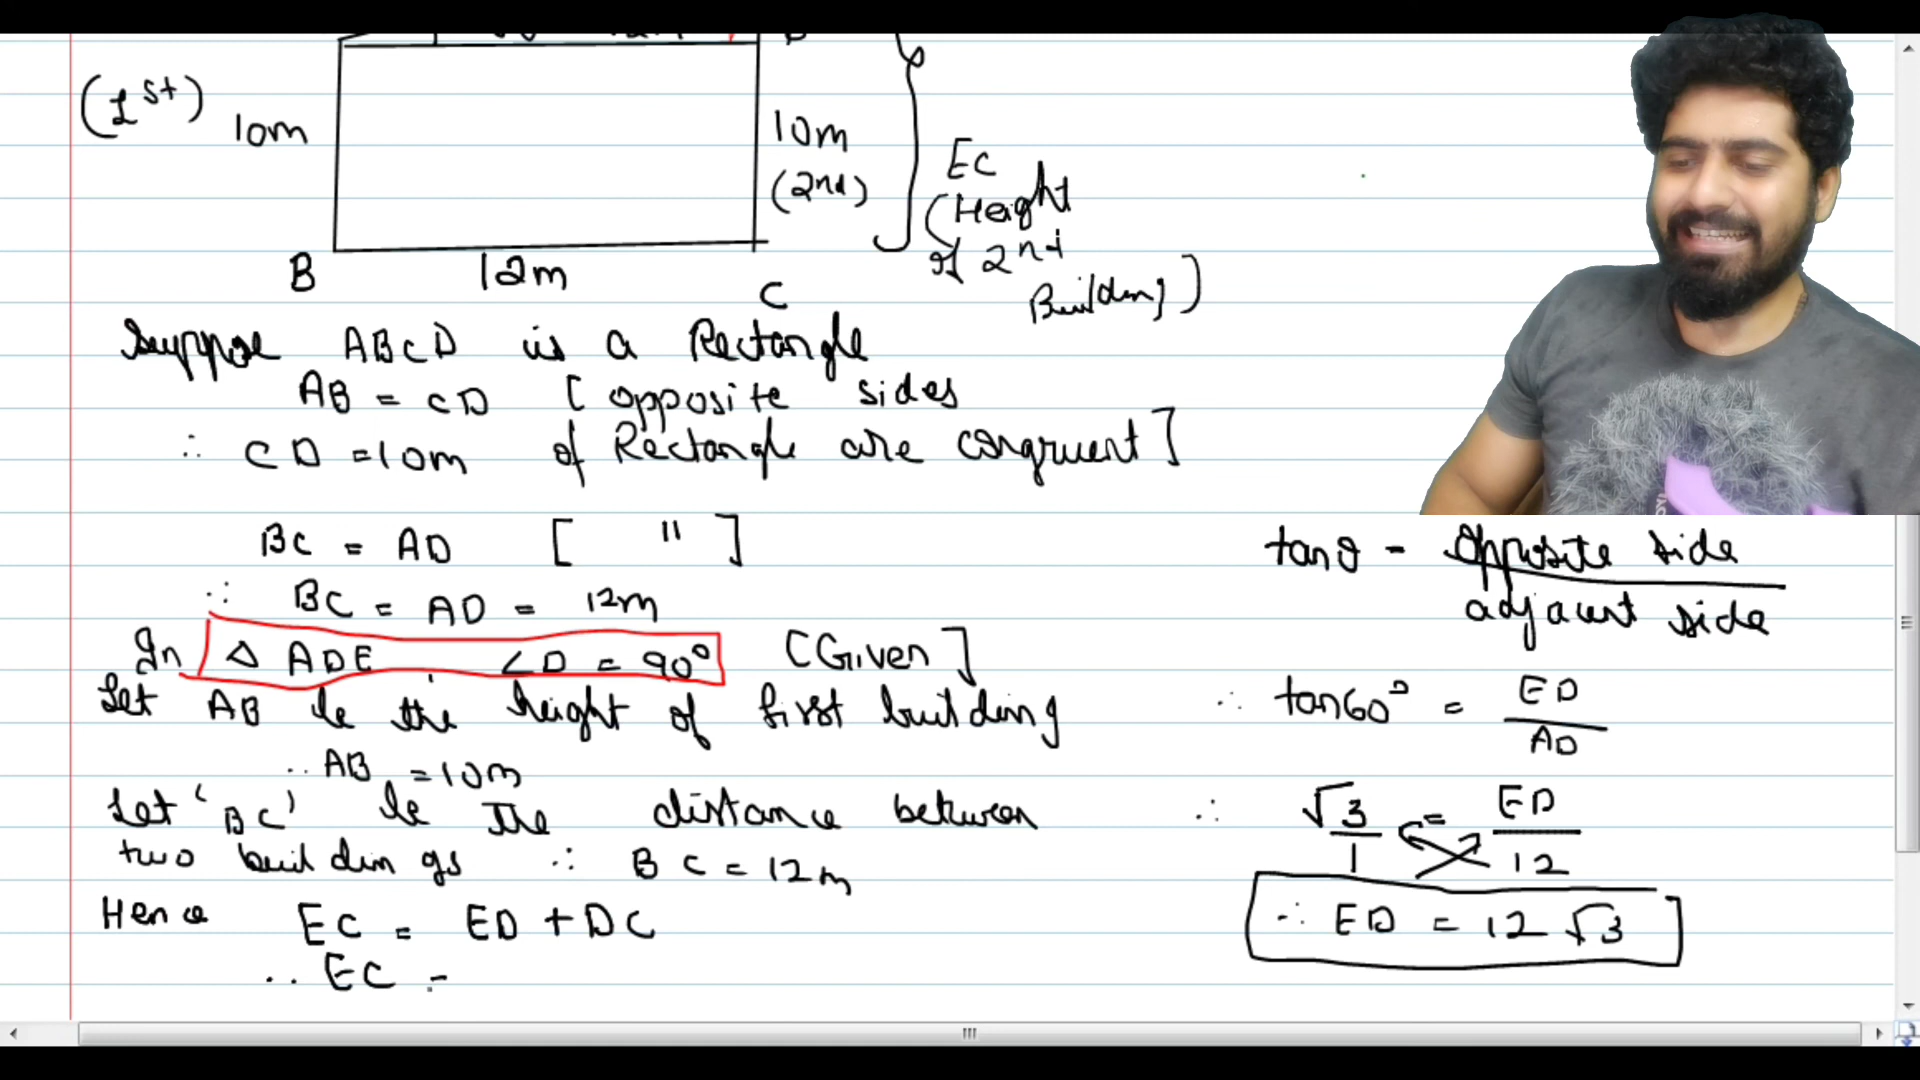 (1st) 10m
10m
(2nd)
EC
(Height
of 2nd
Building)
B 12m C
Suppose ABCD is a Rectangle
AB = CD [ opposite sides
∴ CD = 10m of Rectangle are congruent ]
BC = AD [ " ]
∴ BC = AD = 12m
In △ ADE , ∠D = 90° [Given]
Let AB be the height of first building
∴ AB = 10m
Let 'BC' be the distance between
two buildings ∴ BC = 12m
Hence EC = ED + DC
∴ EC =
tanθ = Opposite side
adjacent side
∴ tan60° = ED
AD
∴ √3 = ED
1 12
∴ ED = 12√3